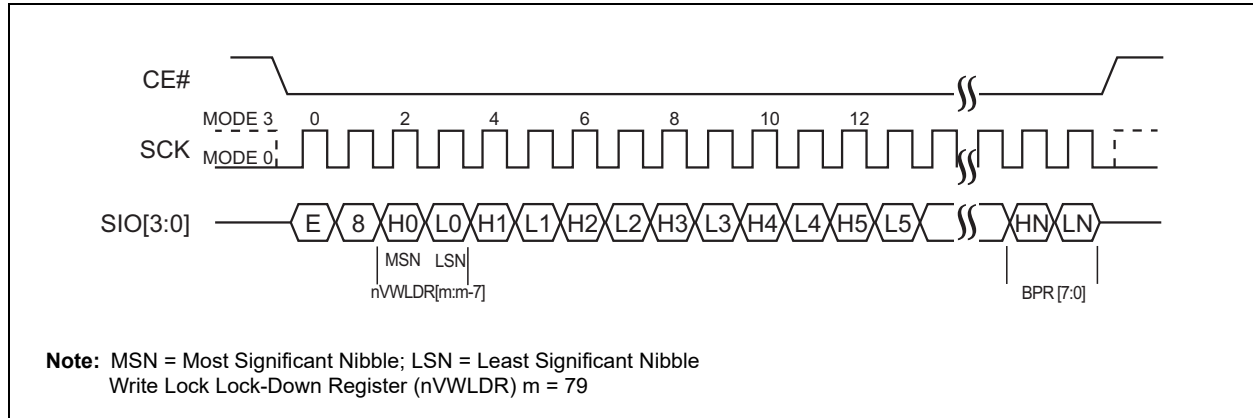 CE#
MODE 3 0 2 4 6 8 10 12
SCK
MODE 0
SIO[3:0] E 8 H0 L0 H1 L1 H2 L2 H3 L3 H4 L4 H5 L5 HN LN
MSN LSN
nVWLDR[m:m-7] BPR [7:0]
Note: MSN = Most Significant Nibble; LSN = Least Significant Nibble
Write Lock Lock-Down Register (nVWLDR) m = 79